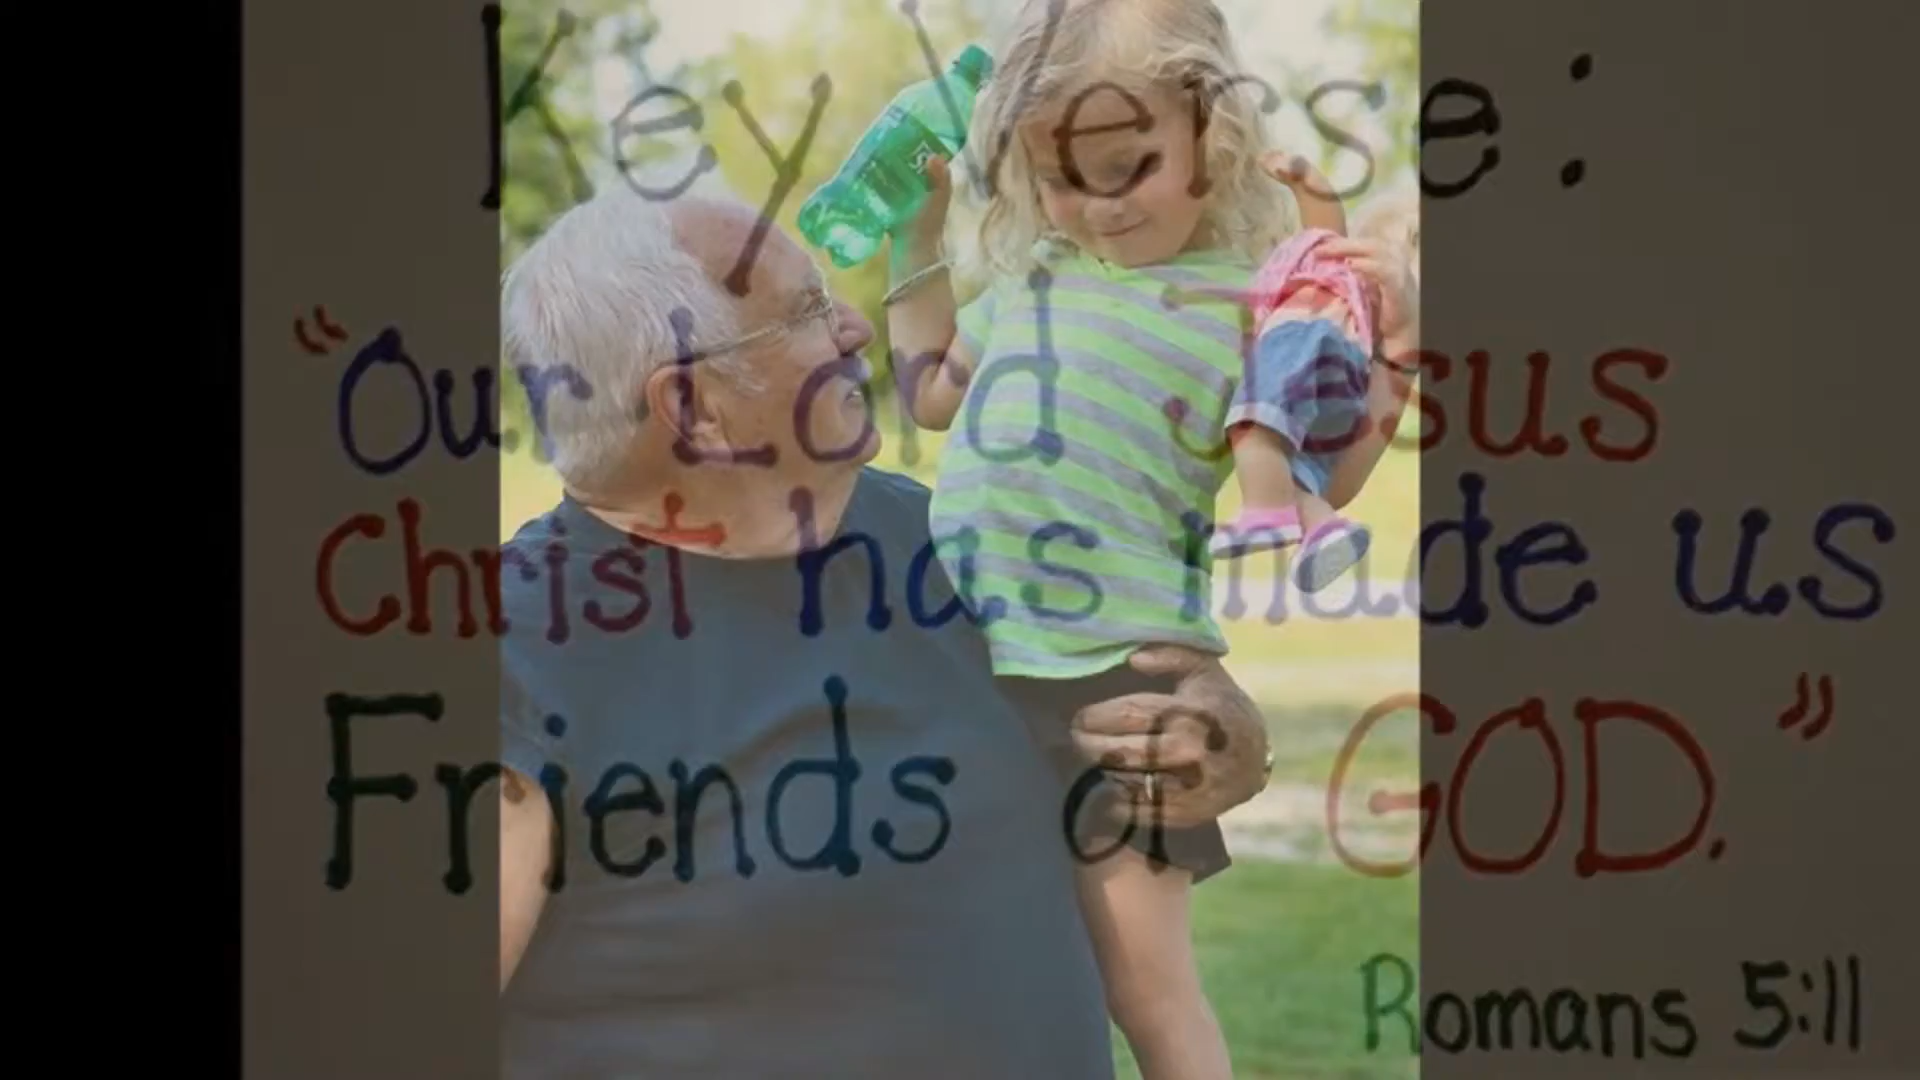 Key Verse:
"Our Lord Jesus
Christ has made us
Friends of GOD."
Romans 5:11